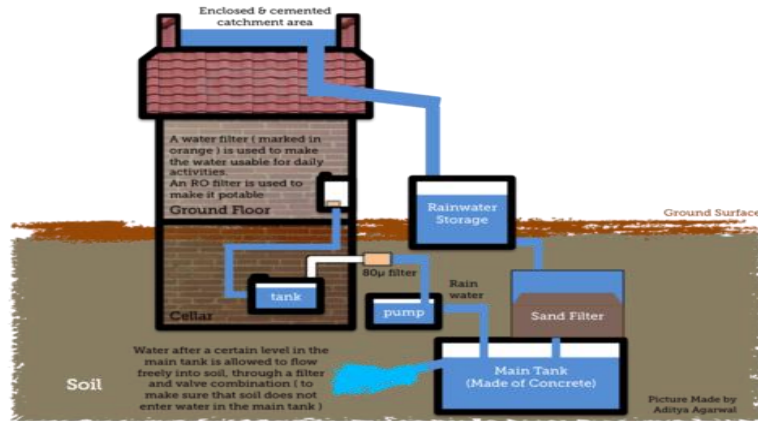 Enclosed & cemented
catchment area
A water filter ( marked in
orange ) is used to make
the water usable for daily
activities.
An RO filter is used to
make it potable
Ground Floor
Rainwater
Storage
Ground Surface
80µ filter
Rain
water
tank
pump
Sand Filter
Cellar
Water after a certain level in the
main tank is allowed to flow
freely into soil, through a filter
and valve combination ( to
make sure that soil does not
enter water in the main tank )
Soil
Main Tank
(Made of Concrete)
Picture Made by
Aditya Agarwal